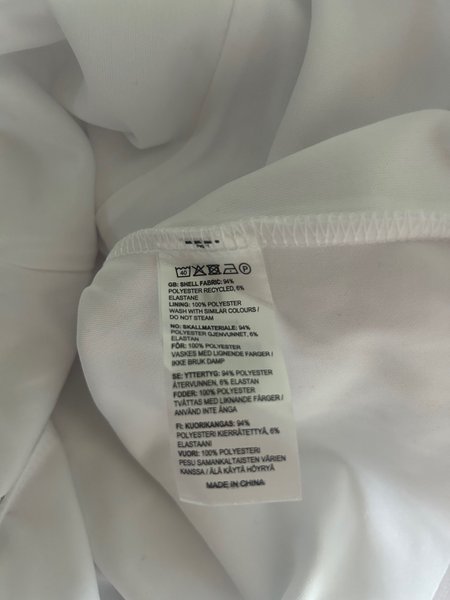 40 P
GB: SHELL FABRIC: 94%
POLYESTER RECYCLED, 6%
ELASTANE
LINING: 100% POLYESTER
WASH WITH SIMILAR COLOURS /
DO NOT STEAM
NO: SKALLMATERIALE: 94%
POLYESTER GJENVUNNET, 6%
ELASTAN
FÔR: 100% POLYESTER
VASKES MED LIGNENDE FARGER /
IKKE BRUK DAMP
SE: YTTERTYG: 94% POLYESTER
ÅTERVUNNEN, 6% ELASTAN
FODER: 100% POLYESTER
TVÄTTAS MED LIKNANDE FÄRGER /
ANVÄND INTE ÅNGA
FI: KUORIKANGAS: 94%
POLYESTERI KIERRÄTETTYÄ, 6%
ELASTAANI
VUORI: 100% POLYESTERI
PESU SAMANKALTAISTEN VÄRIEN
KANSSA / ÄLÄ KÄYTÄ HÖYRYÄ
MADE IN CHINA